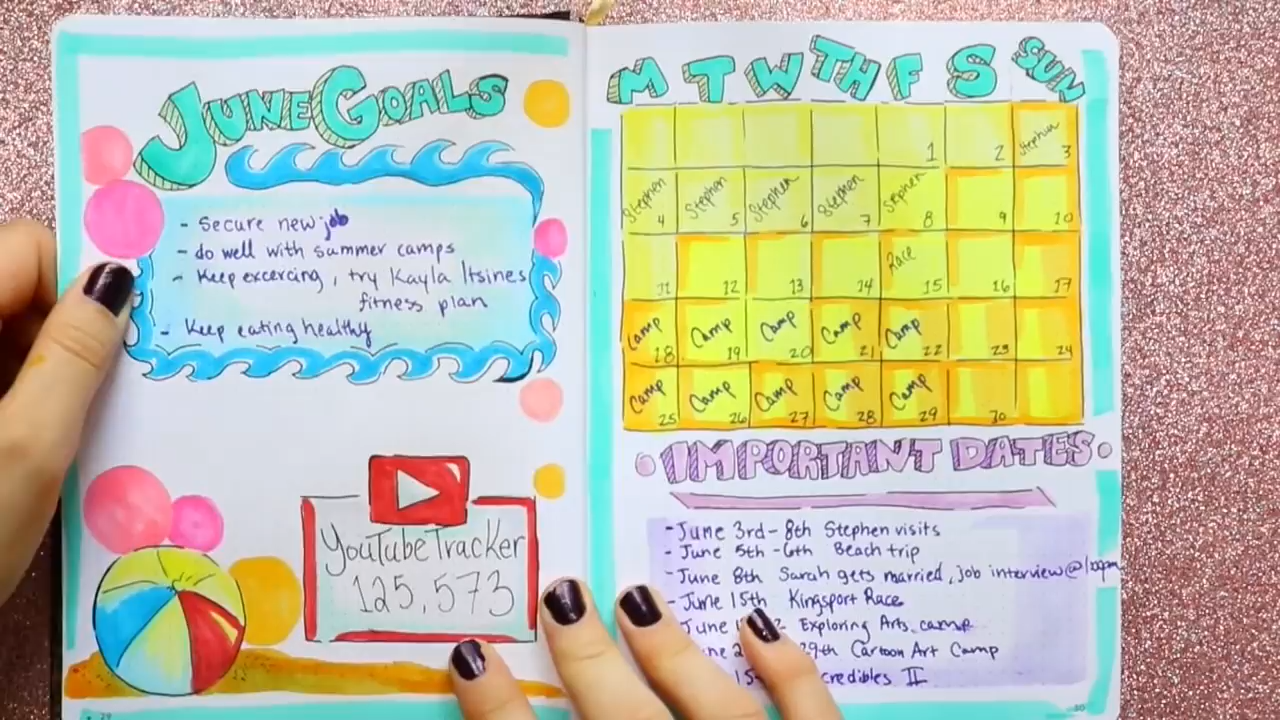 JUNE GOALS
- Secure new job
- do well with summer camps
- Keep excercing, try Kayla Itsines
fitness plan
- Keep eating healthy
YouTube Tracker
125,573
M T W TH F S SUN
1 2 Stephen 3
Stephen 4 Stephen 5 Stephen 6 Stephen 7 Stephen 8 9 10
11 12 13 14 Race 15 16 17
Camp 18 Camp 19 Camp 20 Camp 21 Camp 22 23 24
Camp 25 Camp 26 Camp 27 Camp 28 Camp 29 30
IMPORTANT DATES
- June 3rd - 8th Stephen visits
- June 5th - 6th Beach trip
- June 8th Sarah gets married, job interview @
- June 15th Kingsport Race
June Exploring Arts camp
29th Cartoon Art Camp
credibles II
29
30